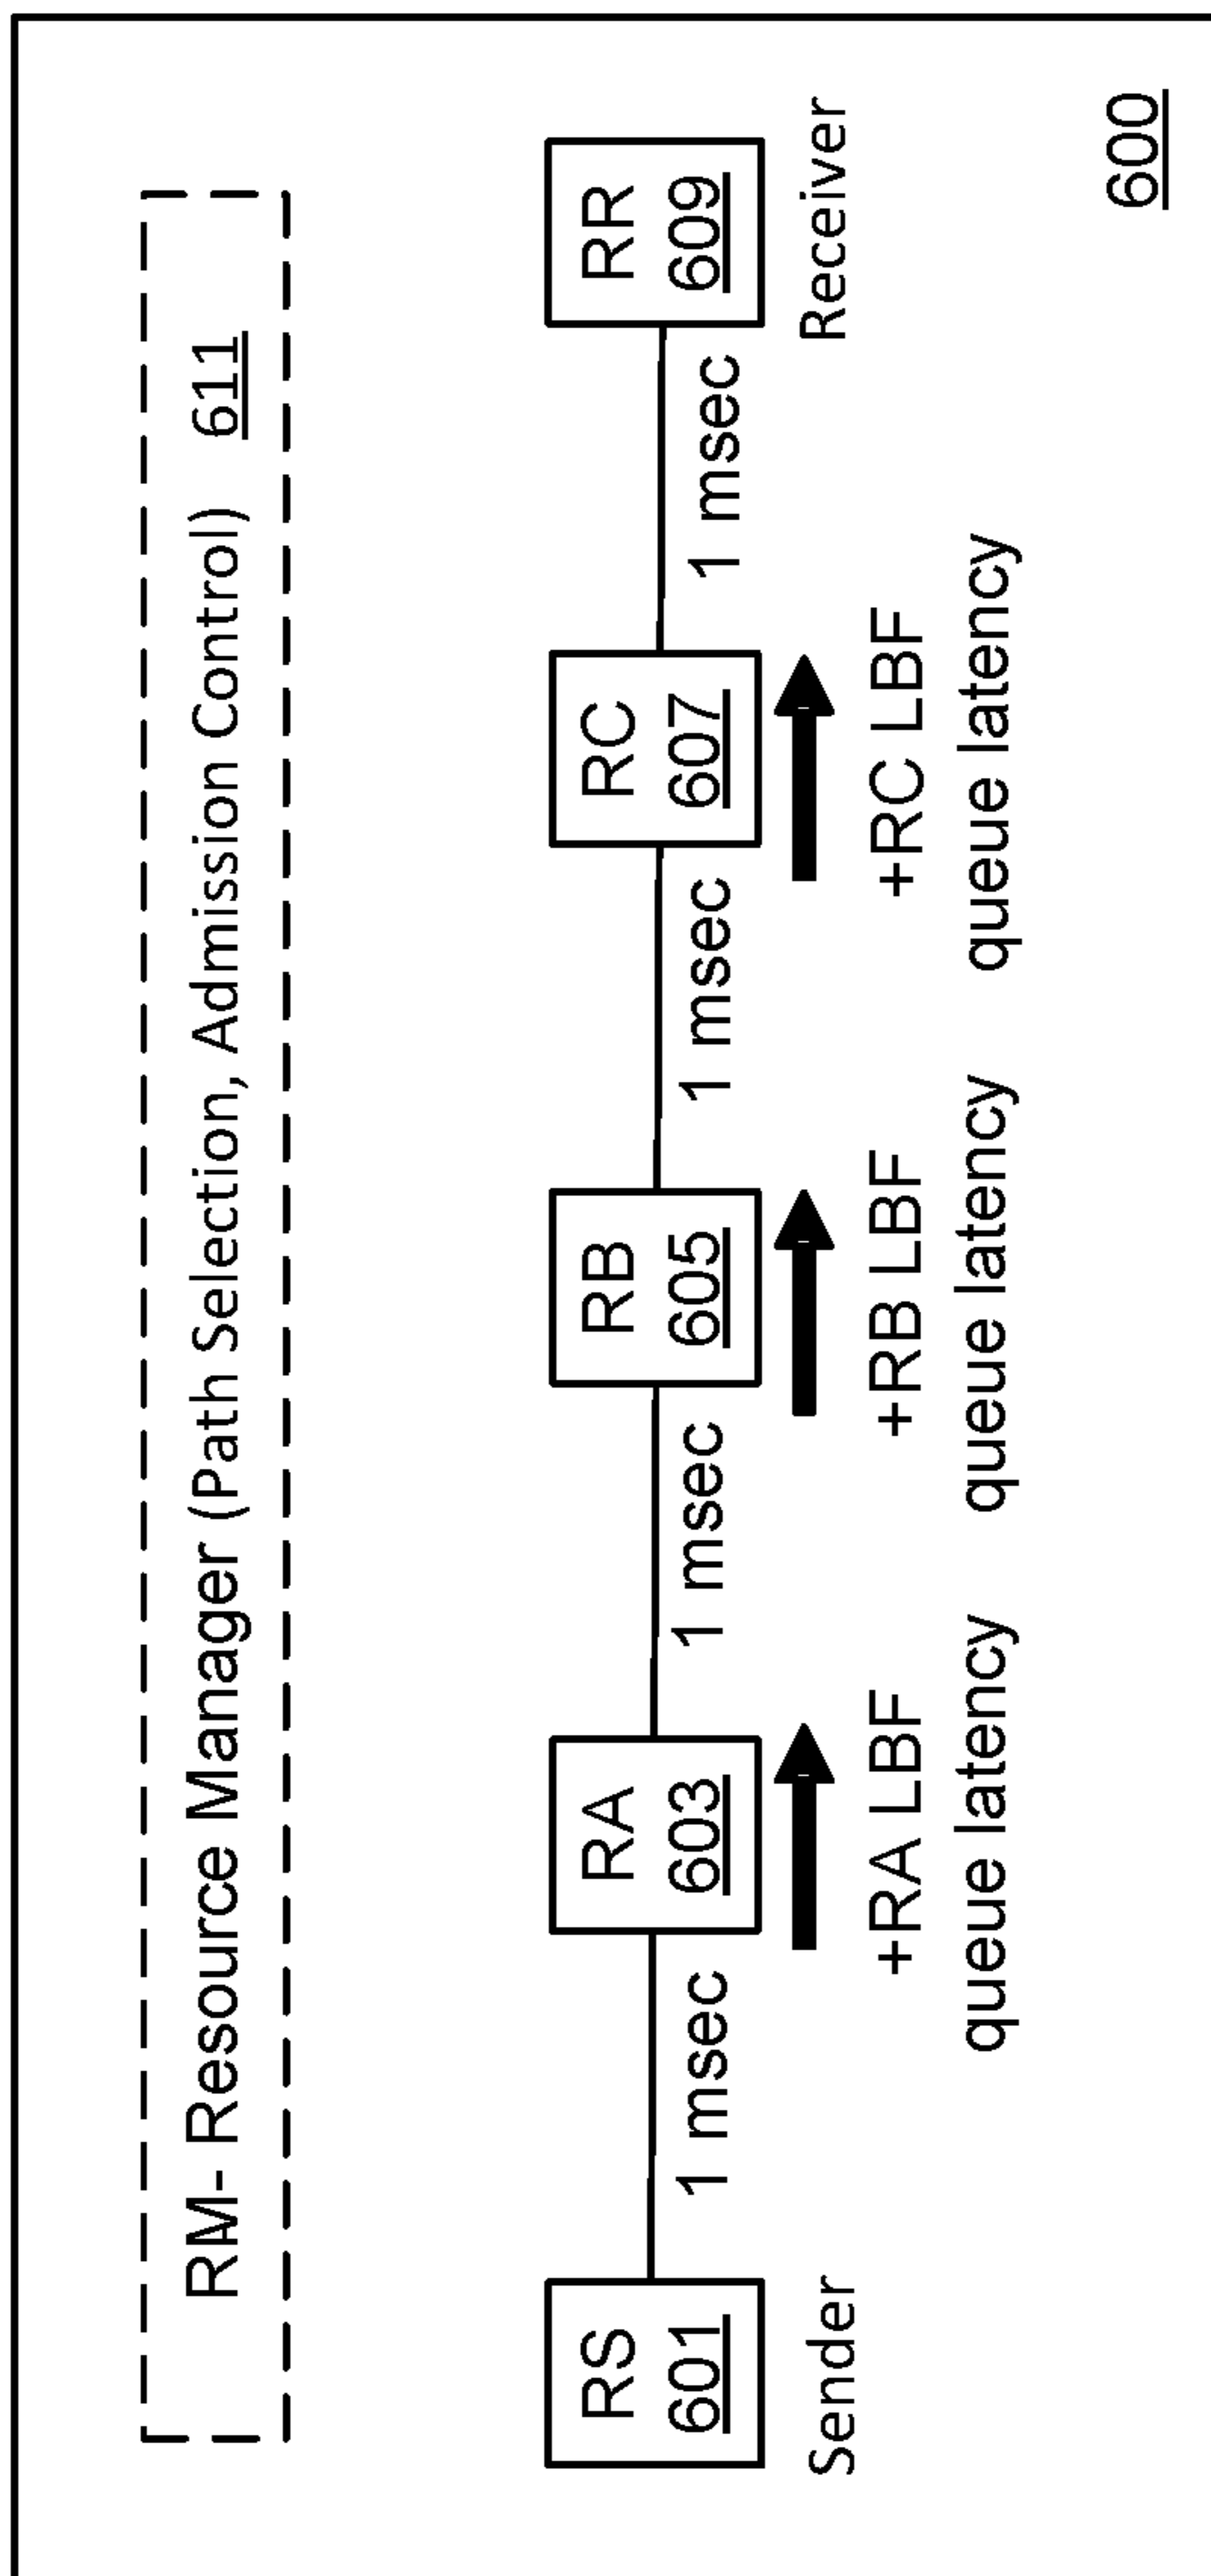 RM- Resource Manager (Path Selection, Admission Control) 611
RS
601
Sender
1 msec
RA
603
+RA LBF
queue latency
1 msec
RB
605
+RB LBF
queue latency
1 msec
RC
607
+RC LBF
queue latency
1 msec
RR
609
Receiver
600